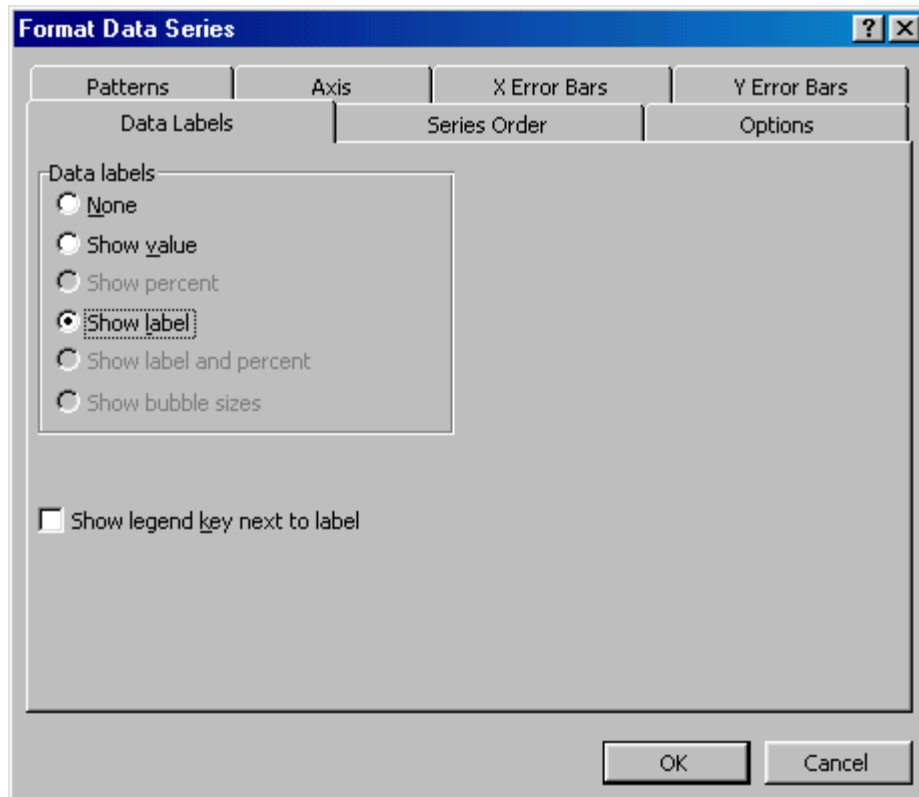 Format Data Series ? X
Patterns Axis X Error Bars Y Error Bars
Data Labels Series Order Options
Data labels
None
Show value
Show percent
Show label
Show label and percent
Show bubble sizes
Show legend key next to label
OK Cancel